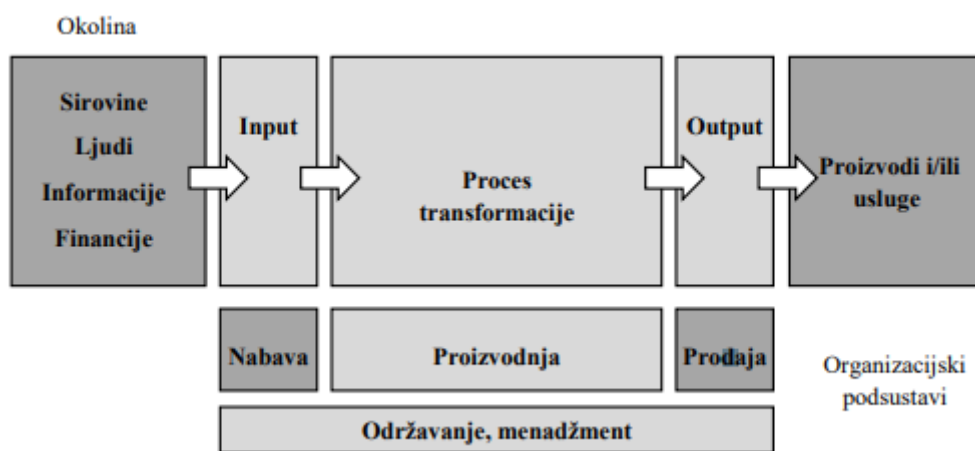 Okolina
Sirovine
Ljudi
Informacije
Financije
Input
Proces
transformacije
Output
Proizvodi i/ili
usluge
Nabava
Proizvodnja
Prodaja
Organizacijski
podsustavi
Održavanje, menadžment